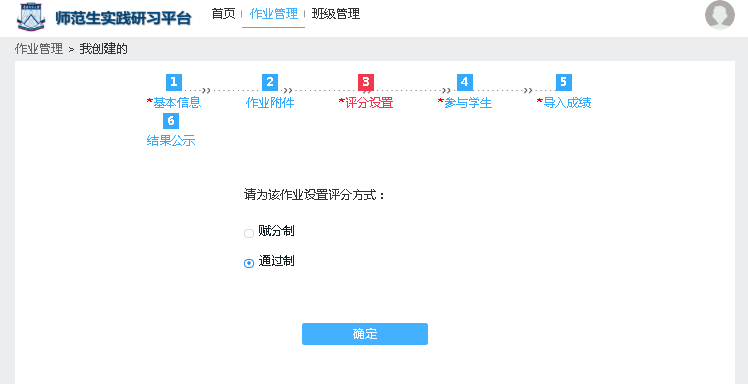 师范生实践研习平台
首页 | 作业管理 | 班级管理
作业管理 > 我创建的
1 2 3 4 5
*基本信息 作业附件 *评分设置 *参与学生 *导入成绩
6
结果公示
请为该作业设置评分方式：
赋分制
通过制
确定